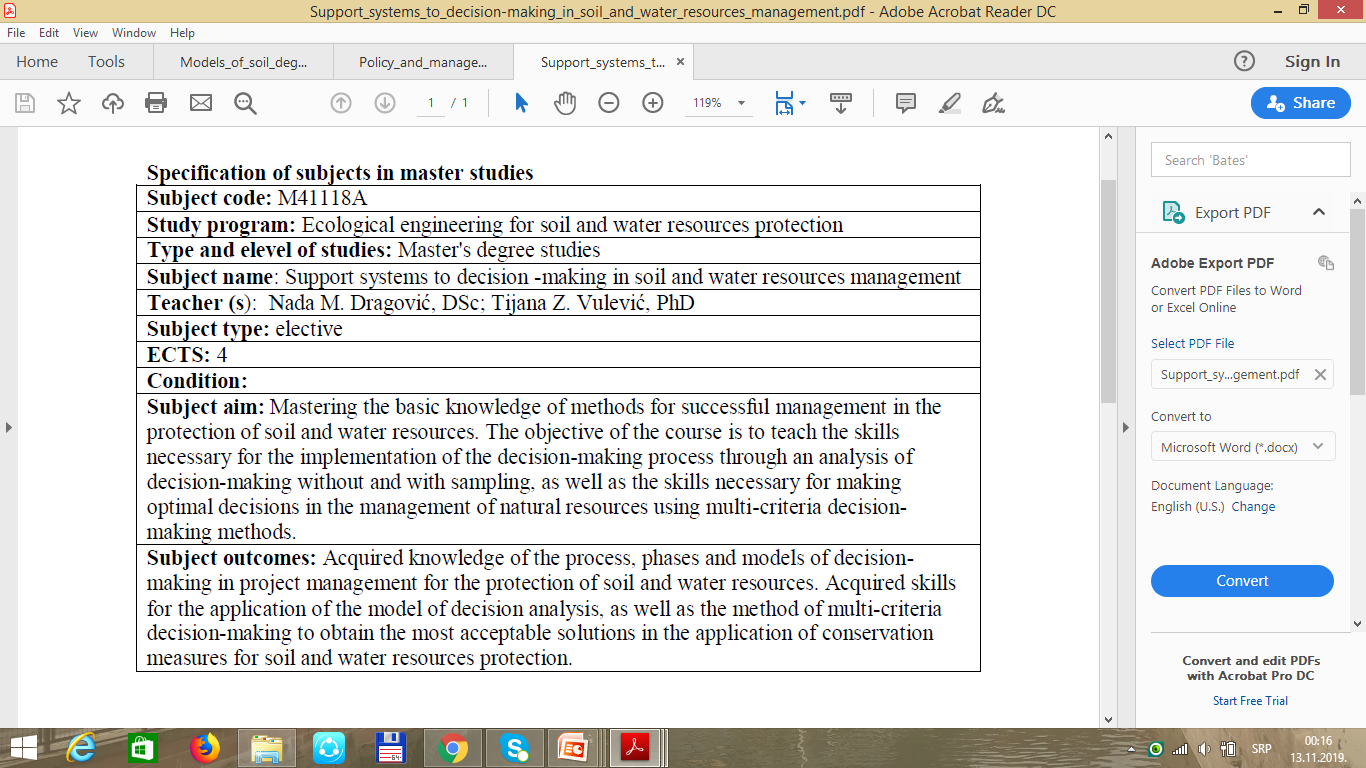 Support_systems_to_decision-making_in_soil_and_water_resources_management.pdf - Adobe Acrobat Reader DC
File Edit View Window Help
Home Tools Models_of_soil_deg... Policy_and_manage... Support_systems_t... × Sign In
1 / 1 119% Share
Specification of subjects in master studies
Subject code: M41118A
Study program: Ecological engineering for soil and water resources protection
Type and elevel of studies: Master's degree studies
Subject name: Support systems to decision -making in soil and water resources management
Teacher (s): Nada M. Dragović, DSc; Tijana Z. Vulević, PhD
Subject type: elective
ECTS: 4
Condition:
Subject aim: Mastering the basic knowledge of methods for successful management in the
protection of soil and water resources. The objective of the course is to teach the skills
necessary for the implementation of the decision-making process through an analysis of
decision-making without and with sampling, as well as the skills necessary for making
optimal decisions in the management of natural resources using multi-criteria decision-
making methods.
Subject outcomes: Acquired knowledge of the process, phases and models of decision-
making in project management for the protection of soil and water resources. Acquired skills
for the application of the model of decision analysis, as well as the method of multi-criteria
decision-making to obtain the most acceptable solutions in the application of conservation
measures for soil and water resources protection.
Search 'Bates'
Export PDF
Adobe Export PDF
Convert PDF Files to Word
or Excel Online
Select PDF File
Support_sy...gement.pdf
Convert to
Microsoft Word (*.docx)
Document Language:
English (U.S.) Change
Convert
Convert and edit PDFs
with Acrobat Pro DC
Start Free Trial
64
SRP
00:16
13.11.2019.